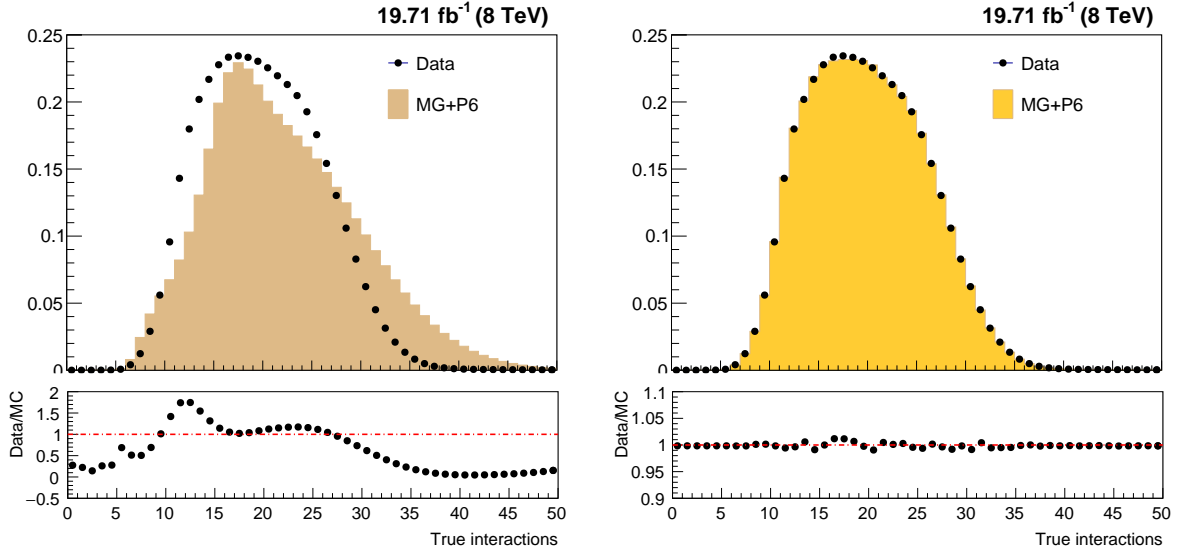 19.71 fb⁻¹ (8 TeV)
0.25
0.2
0.15
0.1
0.05
0
Data
MG+P6
Data/MC
2
1.5
1
0.5
0
−0.5
0 5 10 15 20 25 30 35 40 45 50
True interactions
19.71 fb⁻¹ (8 TeV)
0.25
0.2
0.15
0.1
0.05
0
Data
MG+P6
Data/MC
1.1
1.05
1
0.95
0.9
0 5 10 15 20 25 30 35 40 45 50
True interactions